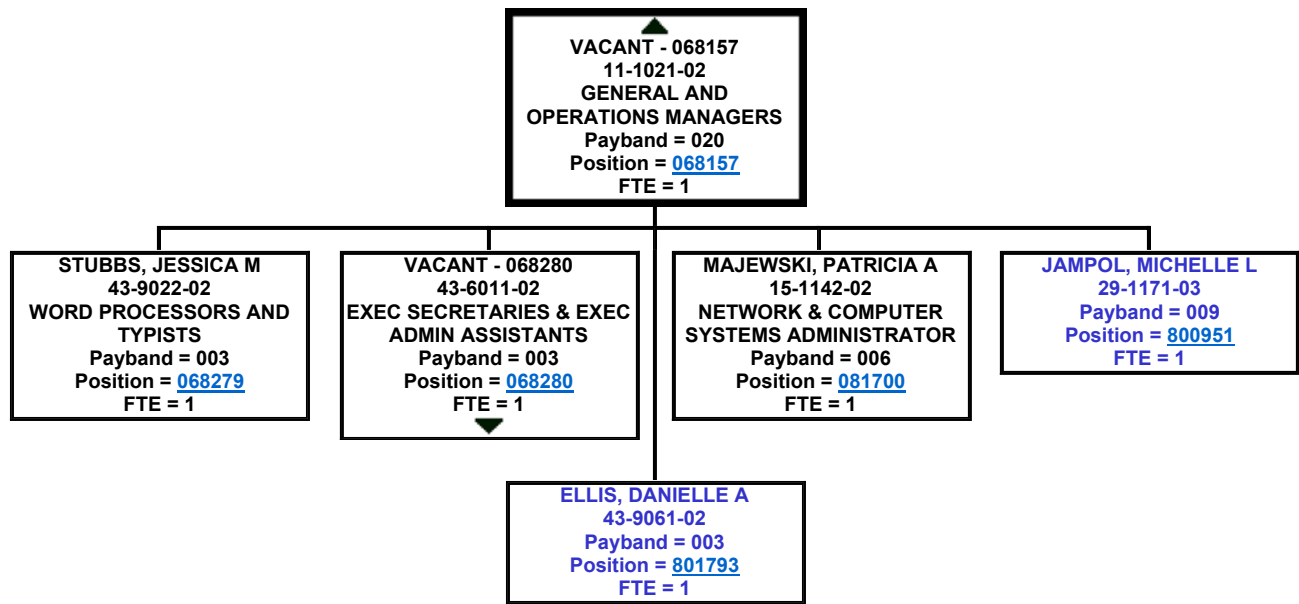 VACANT - 068157
11-1021-02
GENERAL AND
OPERATIONS MANAGERS
Payband = 020
Position = 068157
FTE = 1
STUBBS, JESSICA M
43-9022-02
WORD PROCESSORS AND
TYPISTS
Payband = 003
Position = 068279
FTE = 1
VACANT - 068280
43-6011-02
EXEC SECRETARIES & EXEC
ADMIN ASSISTANTS
Payband = 003
Position = 068280
FTE = 1
MAJEWSKI, PATRICIA A
15-1142-02
NETWORK & COMPUTER
SYSTEMS ADMINISTRATOR
Payband = 006
Position = 081700
FTE = 1
JAMPOL, MICHELLE L
29-1171-03
Payband = 009
Position = 800951
FTE = 1
ELLIS, DANIELLE A
43-9061-02
Payband = 003
Position = 801793
FTE = 1